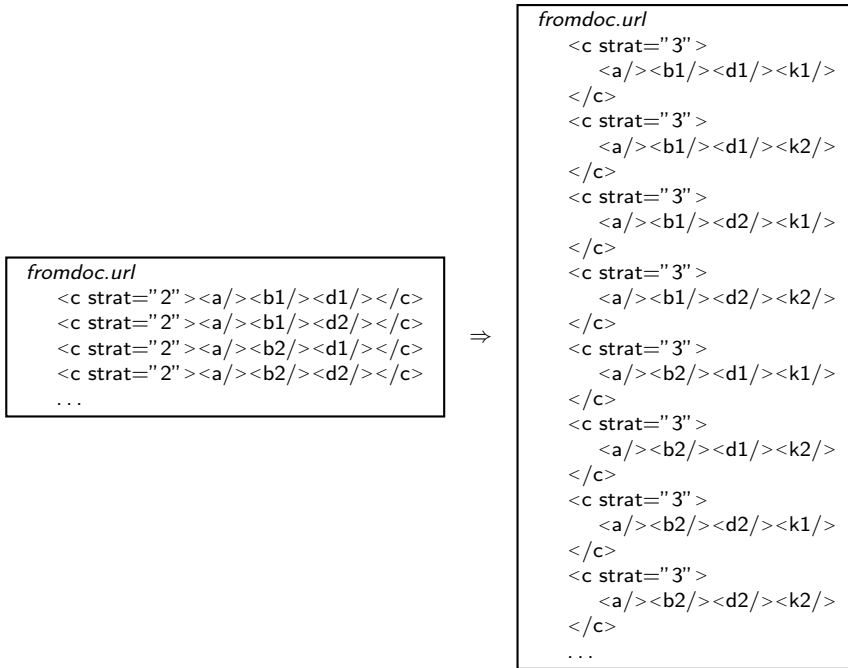 fromdoc.url
<c strat="2"><a/><b1/><d1/></c>
<c strat="2"><a/><b1/><d2/></c>
<c strat="2"><a/><b2/><d1/></c>
<c strat="2"><a/><b2/><d2/></c>
...
⇒
fromdoc.url
<c strat="3">
<a/><b1/><d1/><k1/>
</c>
<c strat="3">
<a/><b1/><d1/><k2/>
</c>
<c strat="3">
<a/><b1/><d2/><k1/>
</c>
<c strat="3">
<a/><b1/><d2/><k2/>
</c>
<c strat="3">
<a/><b2/><d1/><k1/>
</c>
<c strat="3">
<a/><b2/><d1/><k2/>
</c>
<c strat="3">
<a/><b2/><d2/><k1/>
</c>
<c strat="3">
<a/><b2/><d2/><k2/>
</c>
...